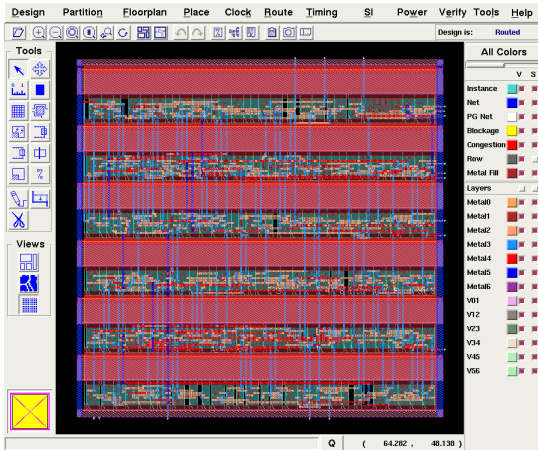 Design Partition Floorplan Place Clock Route Timing SI Power Verify Tools Help
Design is: Routed
Tools
All Colors
V S
Instance
Net
PG Net
Blockage
Congestion
Row
Metal Fill
Layers
Metal0
Metal1
Metal2
Metal3
Metal4
Metal5
Metal6
V01
V12
V23
V34
V45
V56
Views
Q ( 64.282 , 48.138 )